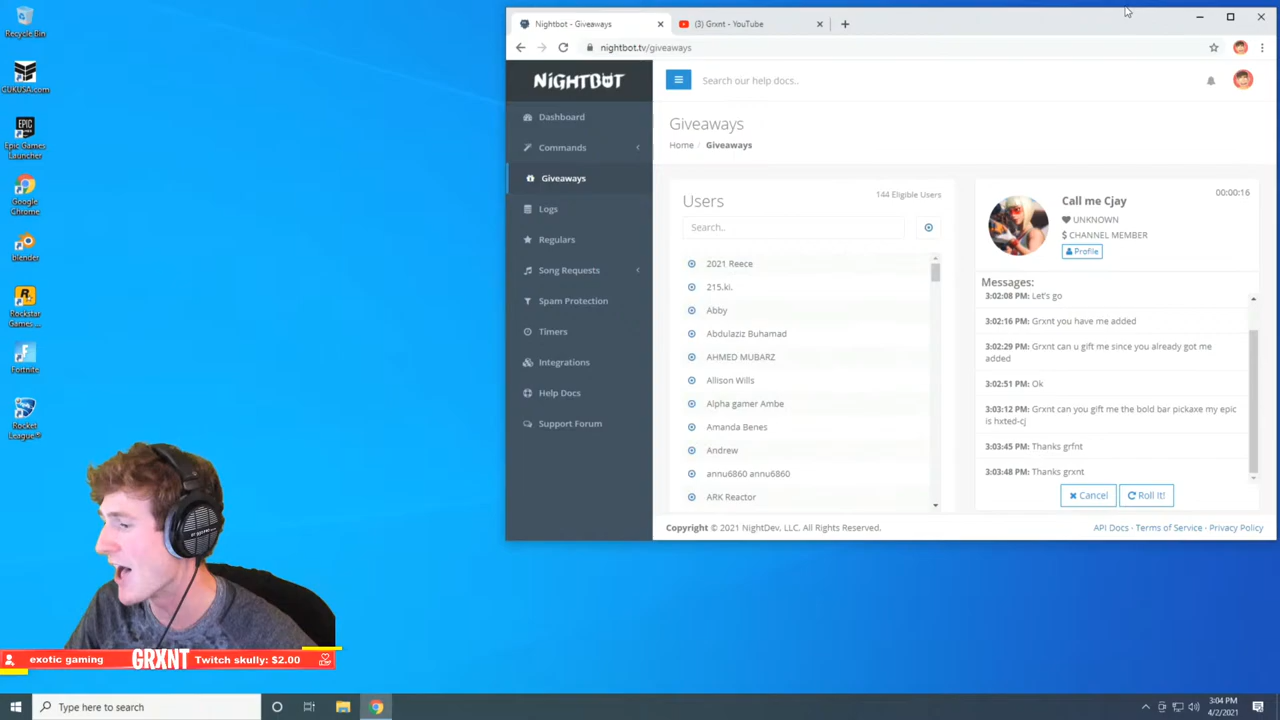 Recycle Bin
CUKUSA.com
EPIC GAMES
Epic Games
Launcher
Google
Chrome
Blender
Rockstar
Games ...
Fortnite
Rocket
League™
Nightbot - Giveaways
(3) Grxnt - YouTube
nightbot.tv/giveaways
NIGHTBOT
Search our help docs..
Dashboard
Commands
Giveaways
Logs
Regulars
Song Requests
Spam Protection
Timers
Integrations
Help Docs
Support Forum
Giveaways
Home / Giveaways
Users
144 Eligible Users
Search..
2021 Reece
215.ki.
Abby
Abdulaziz Buhamad
AHMED MUBARZ
Allison Wills
Alpha gamer Ambe
Amanda Benes
Andrew
annu6860 annu6860
ARK Reactor
00:00:16
Call me Cjay
UNKNOWN
$ CHANNEL MEMBER
Profile
Messages:
3:02:08 PM: Let's go
3:02:16 PM: Grxnt you have me added
3:02:29 PM: Grxnt can u gift me since you already got me
added
3:02:51 PM: Ok
3:03:12 PM: Grxnt can you gift me the bold bar pickaxe my epic
is hxted-cj
3:03:45 PM: Thanks grfnt
3:03:48 PM: Thanks grxnt
Cancel
Roll It!
Copyright © 2021 NightDev, LLC. All Rights Reserved.
API Docs · Terms of Service · Privacy Policy
exotic gaming
GRXNT
Twitch skully: $2.00
Type here to search
3:04 PM
4/2/2021